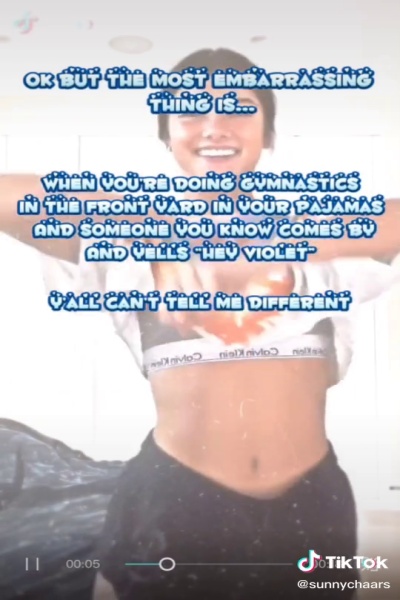 OK BUT THE MOST EMBARRASSING
THING IS...
WHEN YOU'RE DOING GYMNASTICS
IN THE FRONT YARD IN YOUR PAJAMAS
AND SOMEONE YOU KNOW COMES BY
AND YELLS "HEY VIOLET"
Y'ALL CAN'T TELL ME DIFFERENT
Calvin Klein Calvin Klein
00:05
TikTok
@sunnychaars